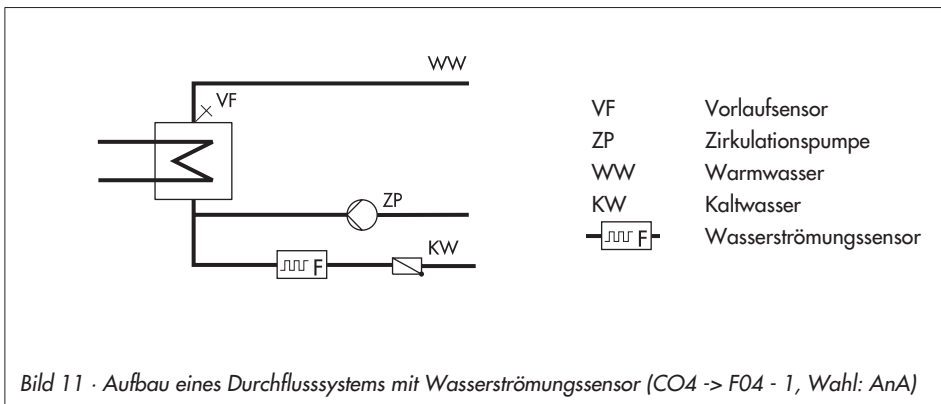 WW
VF
ZP
KW
F
VF Vorlaufsensor
ZP Zirkulationspumpe
WW Warmwasser
KW Kaltwasser
F Wasserströmungssensor
Bild 11 · Aufbau eines Durchflusssystems mit Wasserströmungssensor (CO4 -> F04 - 1, Wahl: AnA)